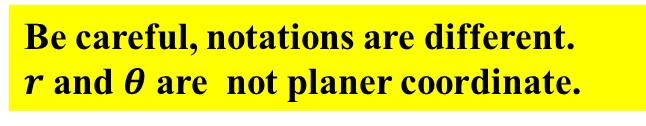 Be careful, notations are different.
r and θ are not planer coordinate.